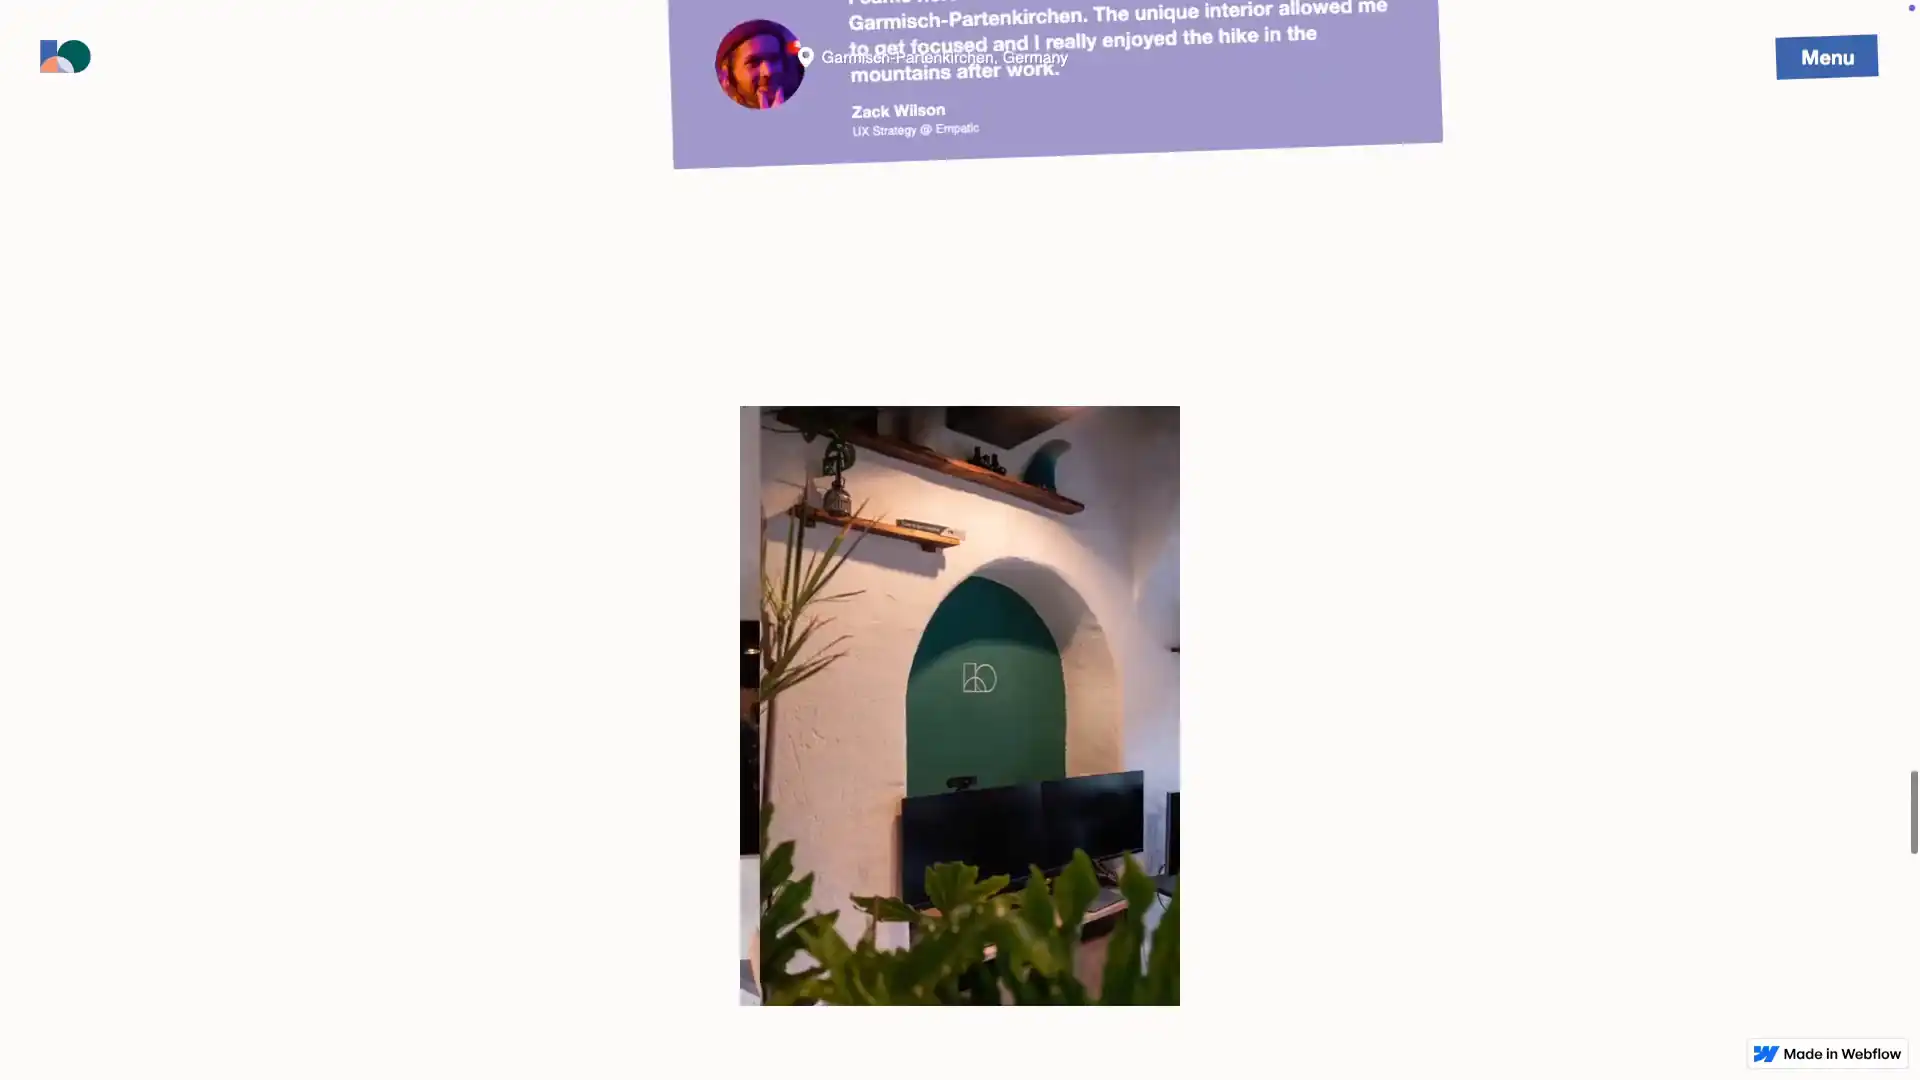 Garmisch-Partenkirchen. The unique interior allowed me
to get focused and I really enjoyed the hike in the
mountains after work.
Garmisch-Partenkirchen, Germany
Menu
Zack Wilson
UX Strategy @ Empatic
Made in Webflow